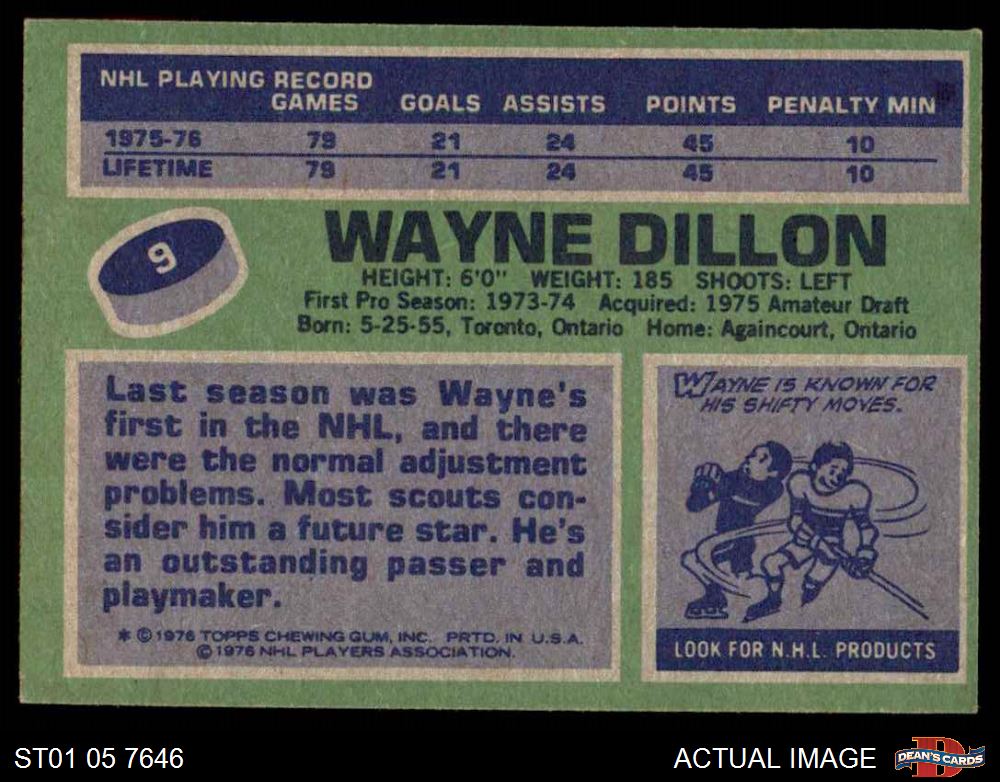 NHL PLAYING RECORD
GAMES GOALS ASSISTS POINTS PENALTY MIN
1975-76 79 21 24 45 10
LIFETIME 79 21 24 45 10
9
WAYNE DILLON
HEIGHT: 6'0" WEIGHT: 185 SHOOTS: LEFT
First Pro Season: 1973-74 Acquired: 1975 Amateur Draft
Born: 5-25-55, Toronto, Ontario Home: Againcourt, Ontario
Last season was Wayne's
first in the NHL, and there
were the normal adjustment
problems. Most scouts con-
sider him a future star. He's
an outstanding passer and
playmaker.
* © 1976 TOPPS CHEWING GUM, INC. PRTD. IN U.S.A.
© 1976 NHL PLAYERS ASSOCIATION.
WAYNE IS KNOWN FOR
HIS SHIFTY MOVES.
LOOK FOR N.H.L. PRODUCTS
ST01 05 7646
ACTUAL IMAGE
D
DEAN'S CARDS